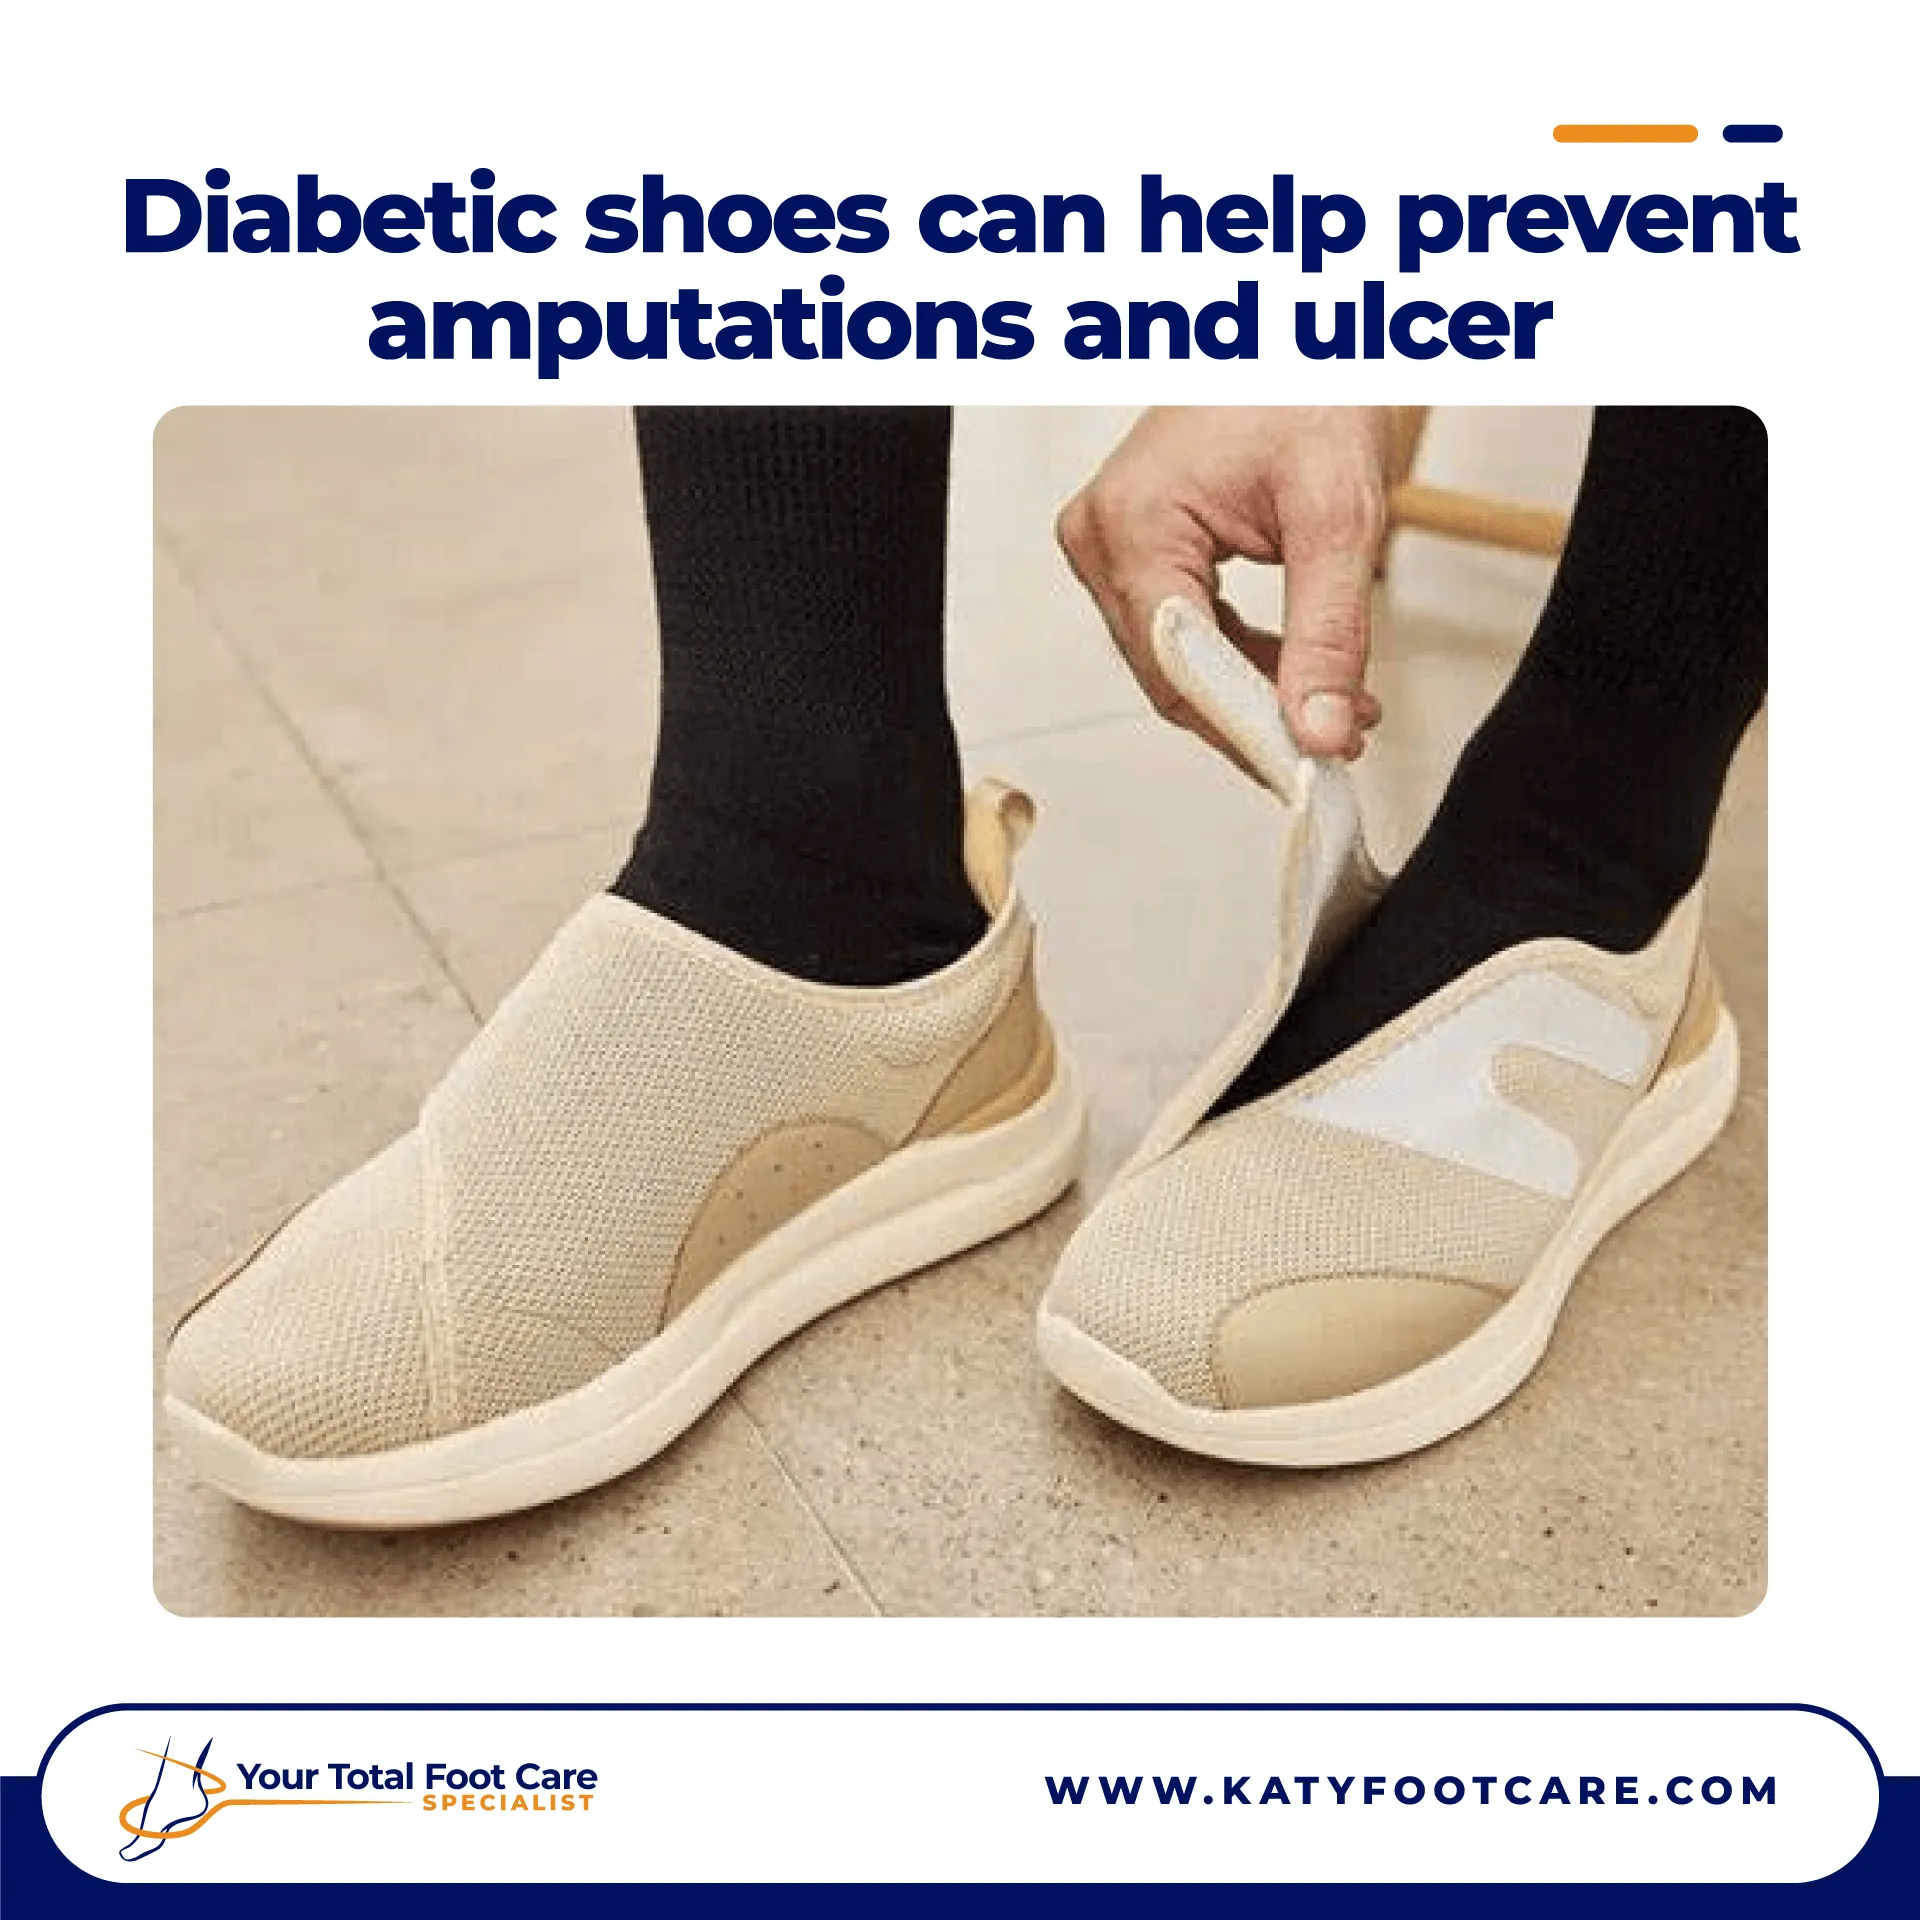 Diabetic shoes can help prevent
amputations and ulcer
Your Total Foot Care
SPECIALIST
WWW.KATYFOOTCARE.COM